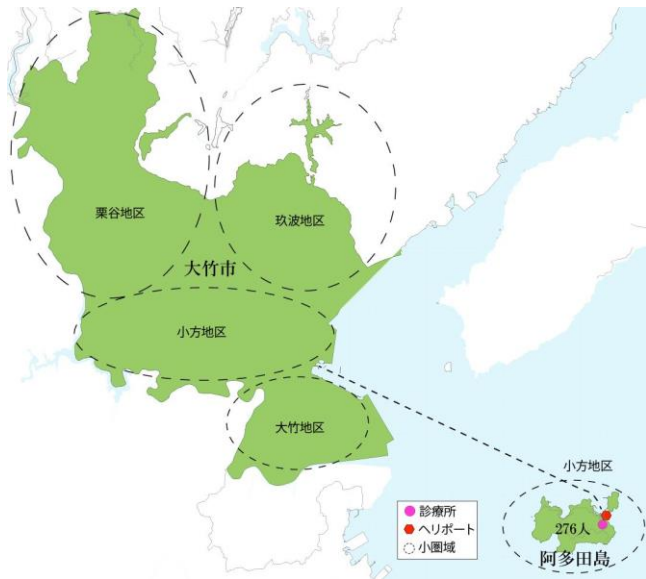 栗谷地区
玖波地区
大竹市
小方地区
大竹地区
小方地区
276人
阿多田島
診療所
ヘリポート
小圏域